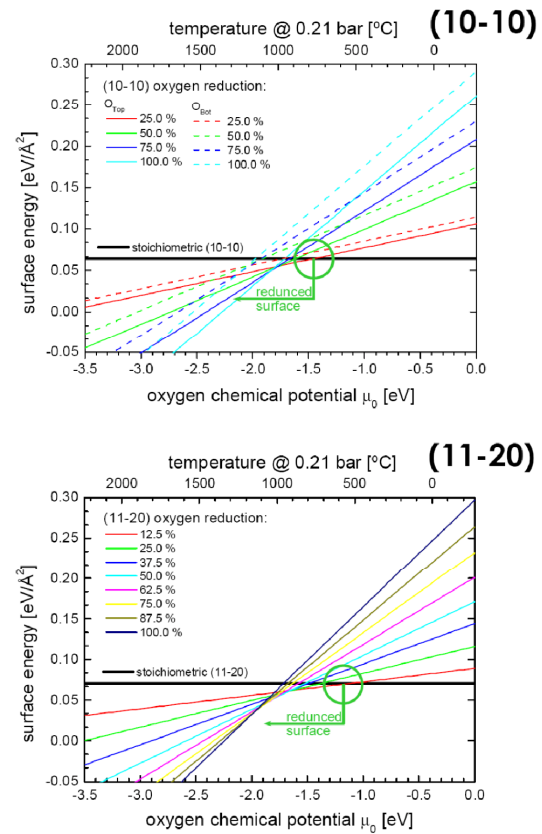 (10-10)
temperature @ 0.21 bar [ºC]
2000 1500 1000 500 0
0.30
0.25
0.20
0.15
0.10
0.05
0.00
-0.05
surface energy [eV/Å²]
(10-10) oxygen reduction:
O_Top O_Bot
25.0 % 25.0 %
50.0 % 50.0 %
75.0 % 75.0 %
100.0 % 100.0 %
stoichiometric (10-10)
redunced
surface
-3.5 -3.0 -2.5 -2.0 -1.5 -1.0 -0.5 0.0
oxygen chemical potential μ₀ [eV]
(11-20)
temperature @ 0.21 bar [ºC]
2000 1500 1000 500 0
0.30
0.25
0.20
0.15
0.10
0.05
0.00
-0.05
surface energy [eV/Å²]
(11-20) oxygen reduction:
12.5 %
25.0 %
37.5 %
50.0 %
62.5 %
75.0 %
87.5 %
100.0 %
stoichiometric (11-20)
redunced
surface
-3.5 -3.0 -2.5 -2.0 -1.5 -1.0 -0.5 0.0
oxygen chemical potential μ₀ [eV]